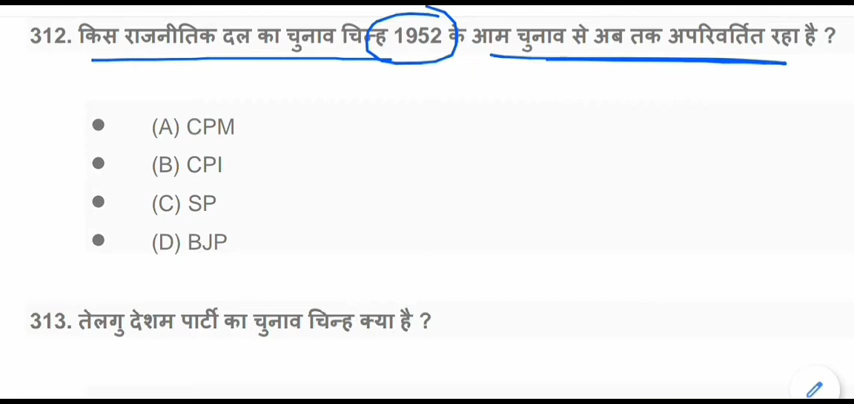 312. किस राजनीतिक दल का चुनाव चिन्ह 1952 के आम चुनाव से अब तक अपरिवर्तित रहा है ?
(A) CPM
(B) CPI
(C) SP
(D) BJP
313. तेलगु देशम पार्टी का चुनाव चिन्ह क्या है ?